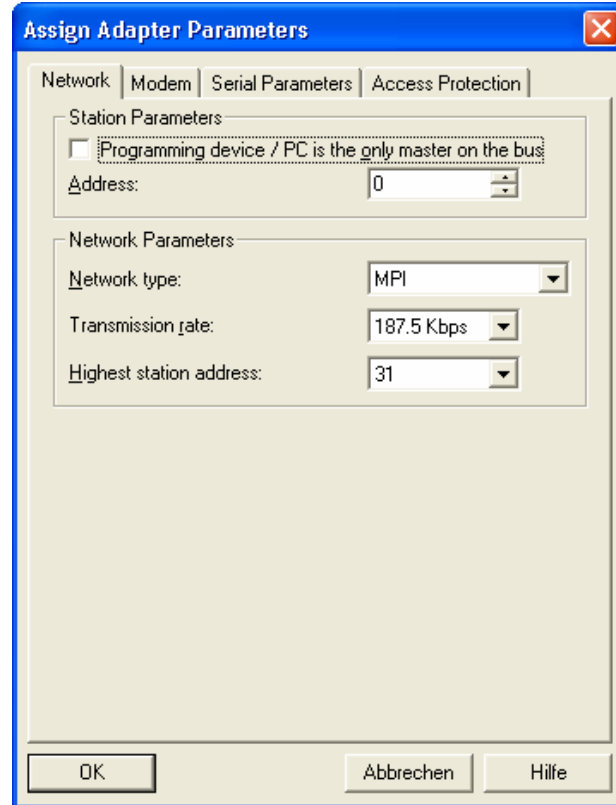 Assign Adapter Parameters
Network Modem Serial Parameters Access Protection
Station Parameters
Programming device / PC is the only master on the bus
Address: 0
Network Parameters
Network type: MPI
Transmission rate: 187.5 Kbps
Highest station address: 31
OK Abbrechen Hilfe